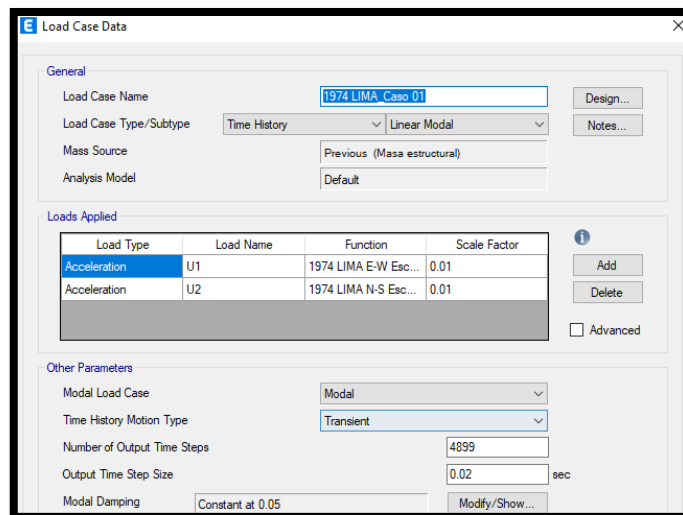 E Load Case Data
General
Load Case Name 1974 LIMA_Caso 01 Design...
Load Case Type/Subtype Time History Linear Modal Notes...
Mass Source Previous (Masa estructural)
Analysis Model Default
Loads Applied
Load Type Load Name Function Scale Factor
Acceleration U1 1974 LIMA E-W Esc... 0.01 Add
Acceleration U2 1974 LIMA N-S Esc... 0.01 Delete
Advanced
Other Parameters
Modal Load Case Modal
Time History Motion Type Transient
Number of Output Time Steps 4899
Output Time Step Size 0.02 sec
Modal Damping Constant at 0.05 Modify/Show...